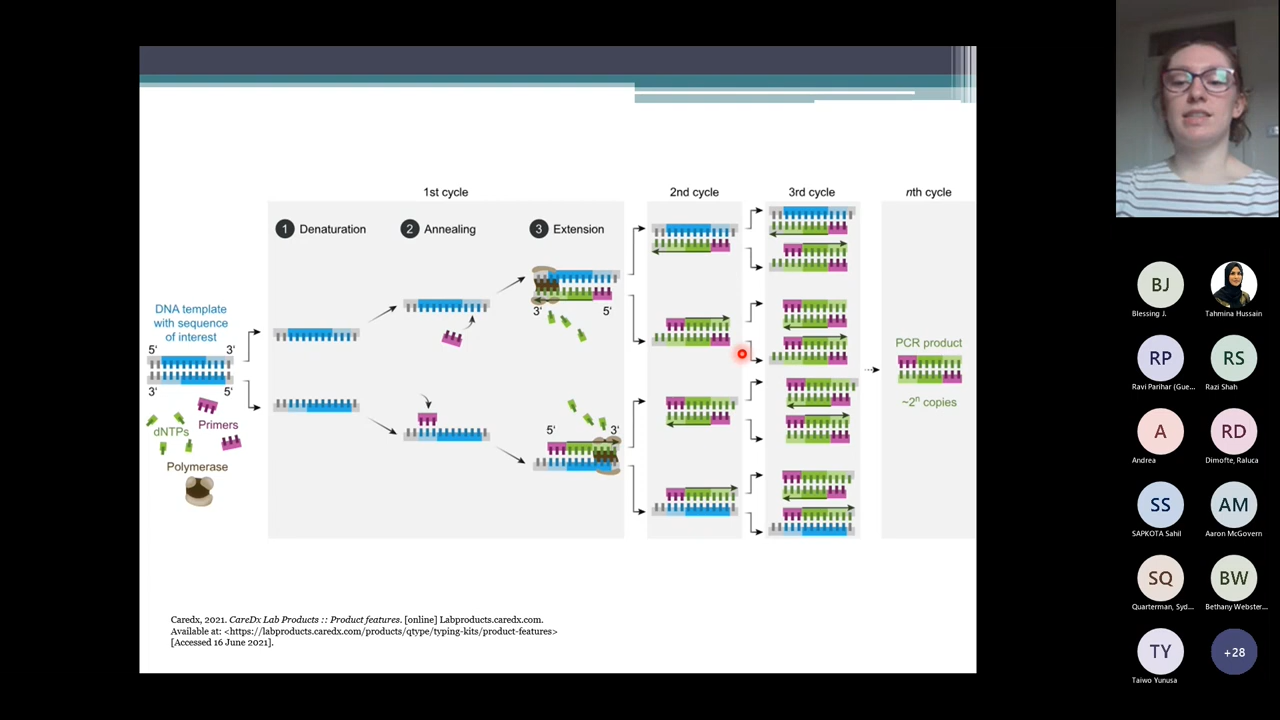 1st cycle
2nd cycle
3rd cycle
nth cycle
1 Denaturation
2 Annealing
3 Extension
DNA template
with sequence
of interest
5'
3'
3'
5'
Primers
dNTPs
Polymerase
3'
5'
5'
3'
PCR product
~2ⁿ copies
Caredx, 2021. CareDx Lab Products :: Product features. [online] Labproducts.caredx.com.
Available at: <https://labproducts.caredx.com/products/qtype/typing-kits/product-features>
[Accessed 16 June 2021].
BJ
Blessing J.
Tahmina Hussain
RP
Ravi Parihar (Gue...
RS
Razi Shah
A
Andrea
RD
Dimofte, Raluca
SS
SAPKOTA Sahil
AM
Aaron McGovern
SQ
Quarterman, Syd...
BW
Bethany Webster...
TY
Taiwo Yunusa
+28